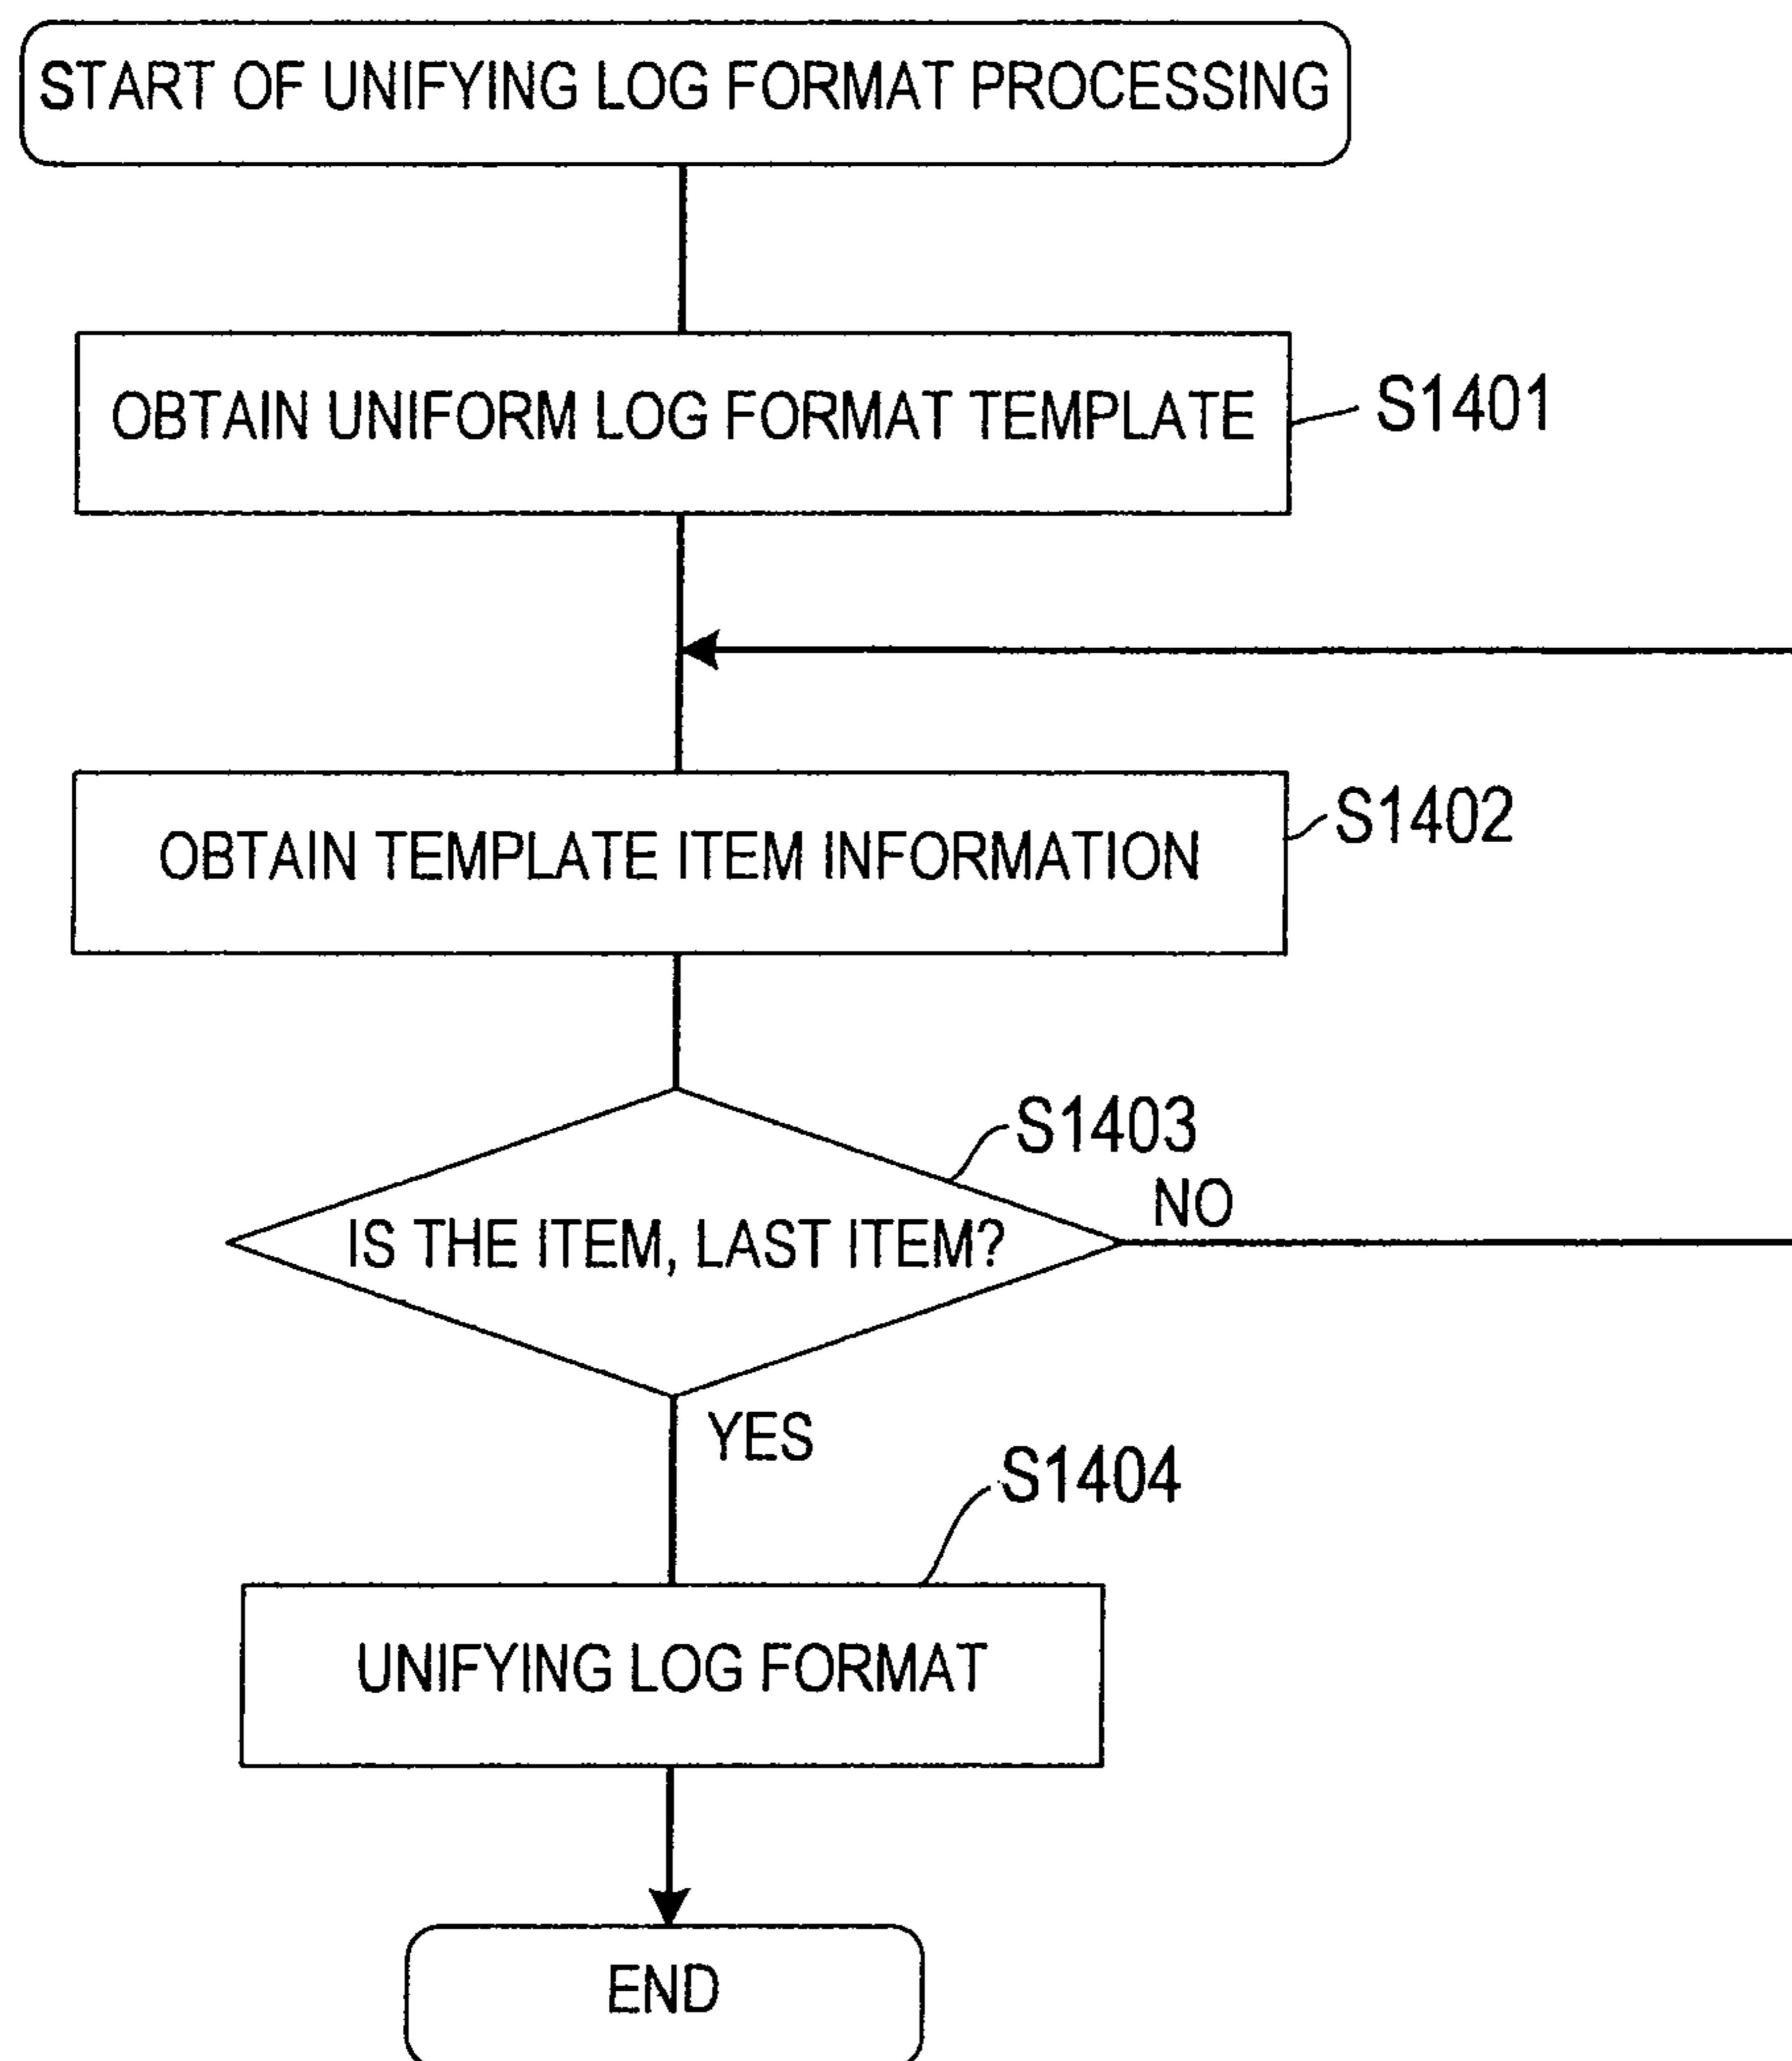 START OF UNIFYING LOG FORMAT PROCESSING
OBTAIN UNIFORM LOG FORMAT TEMPLATE
S1401
OBTAIN TEMPLATE ITEM INFORMATION
S1402
S1403
IS THE ITEM, LAST ITEM?
NO
YES
S1404
UNIFYING LOG FORMAT
END